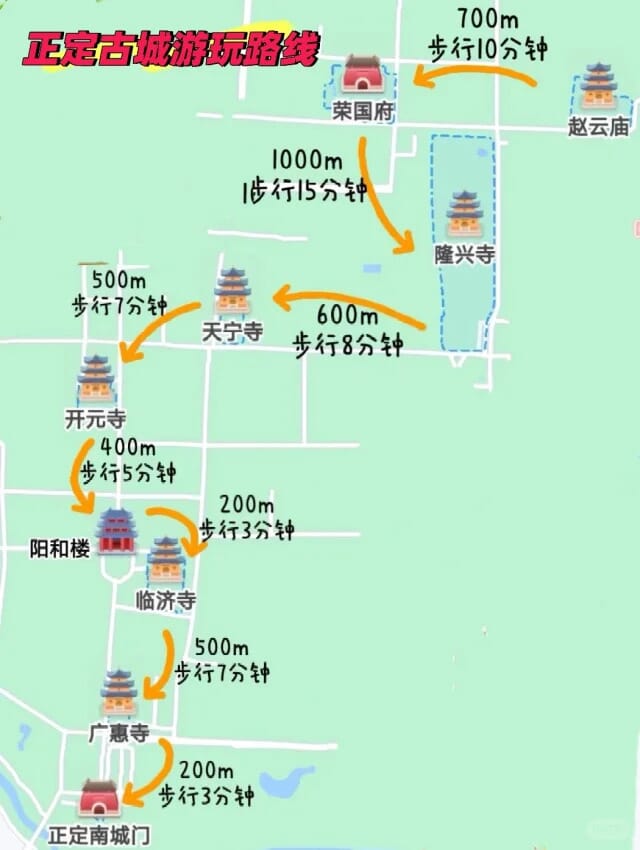 正定古城游玩路线
700m
步行10分钟
荣国府
赵云庙
1000m
步行15分钟
隆兴寺
500m
步行7分钟
天宁寺
600m
步行8分钟
开元寺
400m
步行5分钟
200m
步行3分钟
阳和楼
临济寺
500m
步行7分钟
广惠寺
200m
步行3分钟
正定南城门